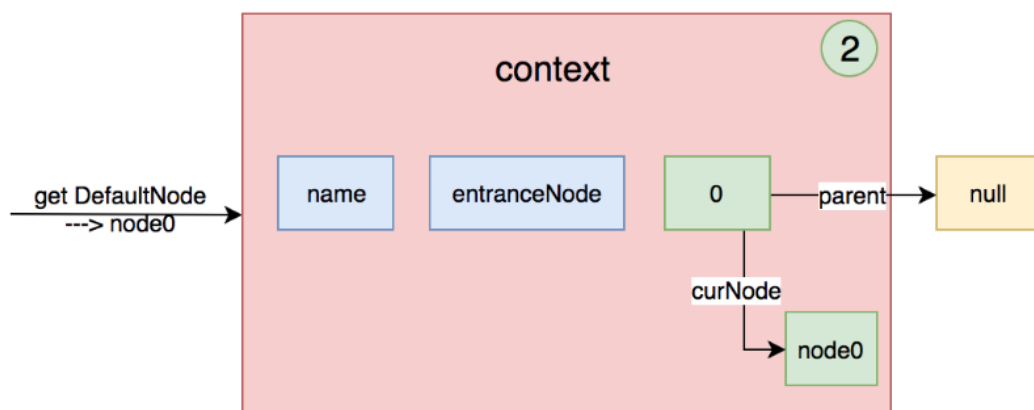 2
context
get DefaultNode
---> node0
name
entranceNode
0
parent
null
curNode
node0